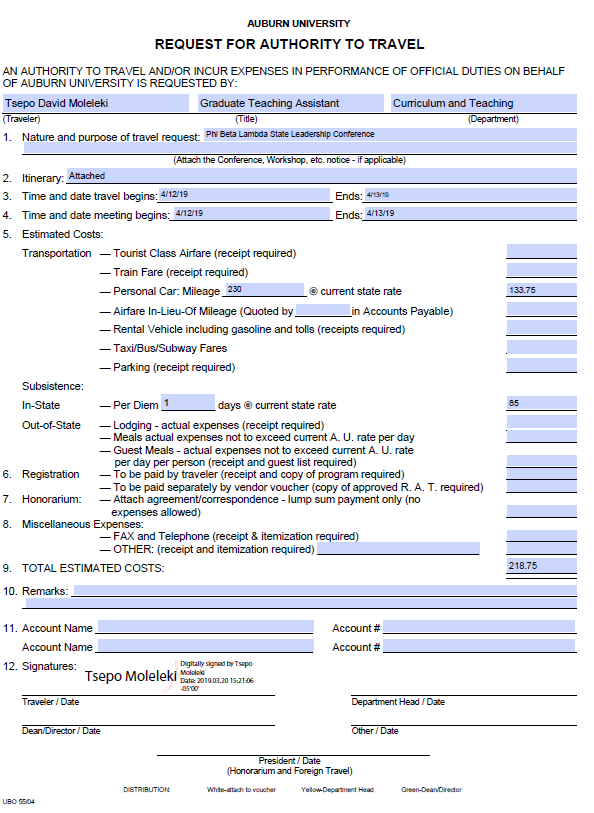 AUBURN UNIVERSITY
REQUEST FOR AUTHORITY TO TRAVEL
AN AUTHORITY TO TRAVEL AND/OR INCUR EXPENSES IN PERFORMANCE OF OFFICIAL DUTIES ON BEHALF
OF AUBURN UNIVERSITY IS REQUESTED BY:
Tsepo David Moleleki Graduate Teaching Assistant Curriculum and Teaching
(Traveler) (Title) (Department)
1. Nature and purpose of travel request: Phi Beta Lambda State Leadership Conference
(Attach the Conference, Workshop, etc. notice - if applicable)
2. Itinerary: Attached
3. Time and date travel begins: 4/12/19 Ends: 4/13/19
4. Time and date meeting begins: 4/12/19 Ends: 4/13/19
5. Estimated Costs:
Transportation — Tourist Class Airfare (receipt required)
— Train Fare (receipt required)
— Personal Car: Mileage 230 @ current state rate 133.75
— Airfare In-Lieu-Of Mileage (Quoted by in Accounts Payable)
— Rental Vehicle including gasoline and tolls (receipts required)
— Taxi/Bus/Subway Fares
— Parking (receipt required)
Subsistence:
In-State — Per Diem 1 days @ current state rate 85
Out-of-State — Lodging - actual expenses (receipt required)
— Meals actual expenses not to exceed current A. U. rate per day
— Guest Meals - actual expenses not to exceed current A. U. rate
per day per person (receipt and guest list required)
6. Registration — To be paid by traveler (receipt and copy of program required)
— To be paid separately by vendor voucher (copy of approved R. A. T. required)
7. Honorarium: — Attach agreement/correspondence - lump sum payment only (no
expenses allowed)
8. Miscellaneous Expenses:
— FAX and Telephone (receipt & itemization required)
— OTHER: (receipt and itemization required)
9. TOTAL ESTIMATED COSTS: 218.75
10. Remarks:
11. Account Name Account #
Account Name Account #
12. Signatures: Tsepo Moleleki Digitally signed by Tsepo
Moleleki
Date: 2019.03.20 15:21:06
-05'00'
Traveler / Date Department Head / Date
Dean/Director / Date Other / Date
President / Date
(Honorarium and Foreign Travel)
DISTRIBUTION: White-attach to voucher Yellow-Department Head Green-Dean/Director
UBO 55/04